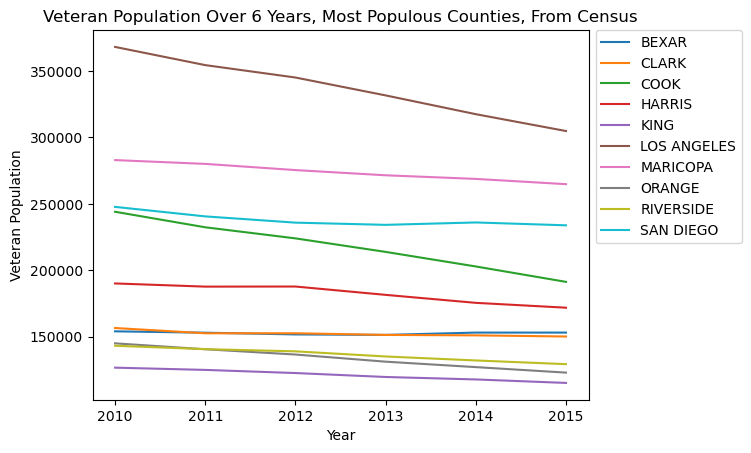 Veteran Population Over 6 Years, Most Populous Counties, From Census
Veteran Population
350000
300000
250000
200000
150000
2010 2011 2012 2013 2014 2015
Year
BEXAR
CLARK
COOK
HARRIS
KING
LOS ANGELES
MARICOPA
ORANGE
RIVERSIDE
SAN DIEGO